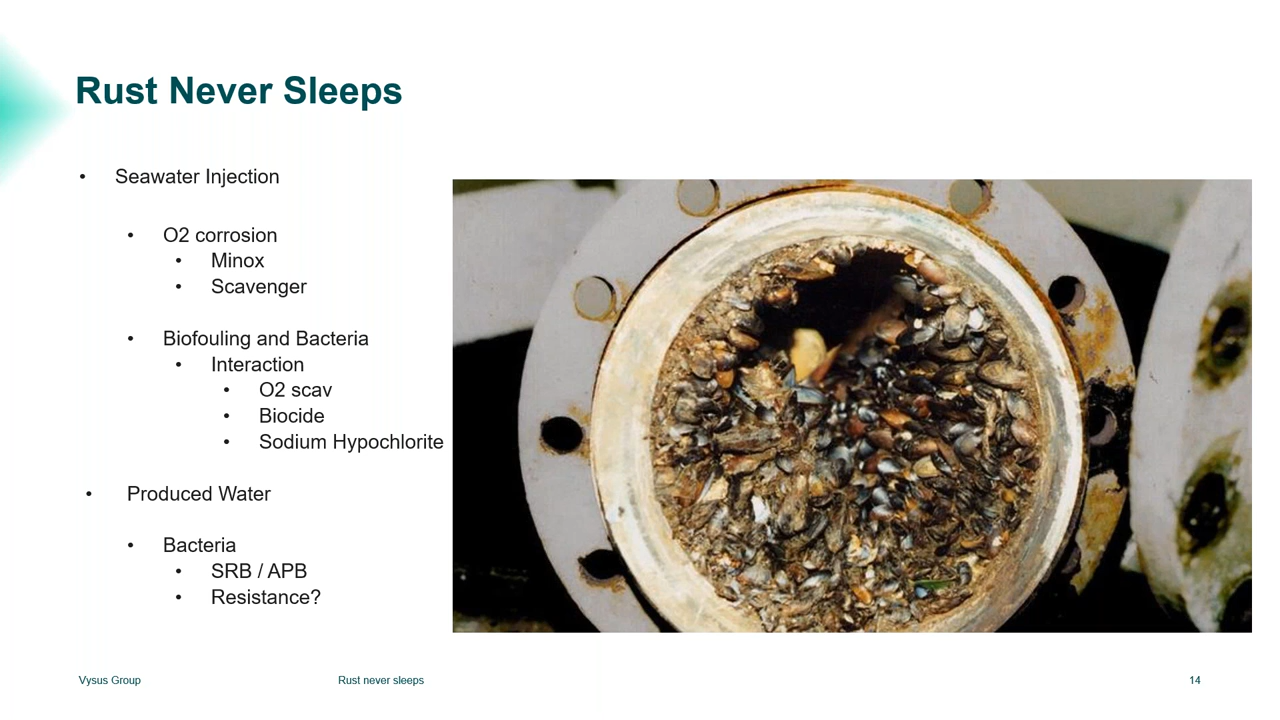 Rust Never Sleeps
• Seawater Injection
• O2 corrosion
• Minox
• Scavenger
• Biofouling and Bacteria
• Interaction
• O2 scav
• Biocide
• Sodium Hypochlorite
• Produced Water
• Bacteria
• SRB / APB
• Resistance?
Vysus Group
Rust never sleeps
14